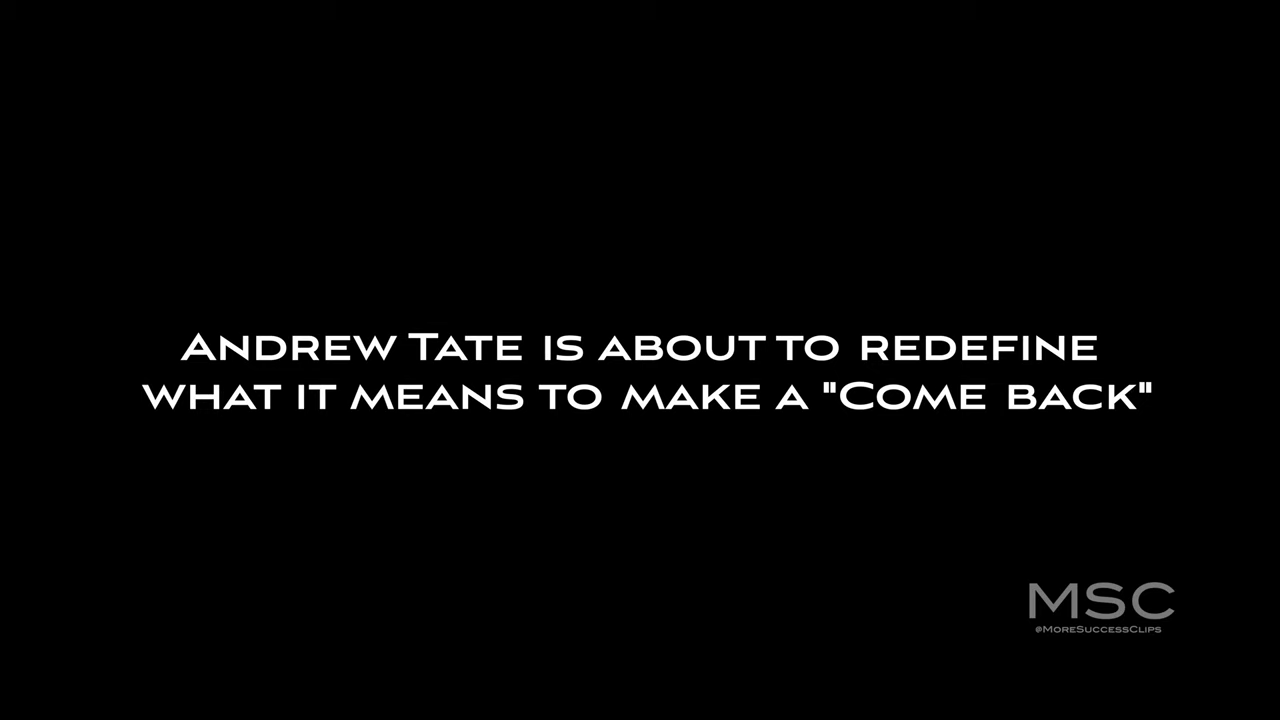 ANDREW TATE IS ABOUT TO REDEFINE
WHAT IT MEANS TO MAKE A "COME BACK"
MSC
@MORESUCCESSCLIPS